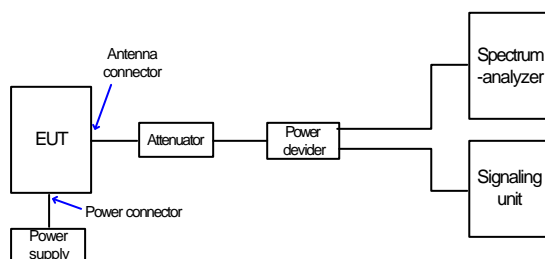 Antenna
connector
Spectrum
-analyzer
EUT
Attenuator
Power
devider
Signaling
unit
Power connector
Power
supply